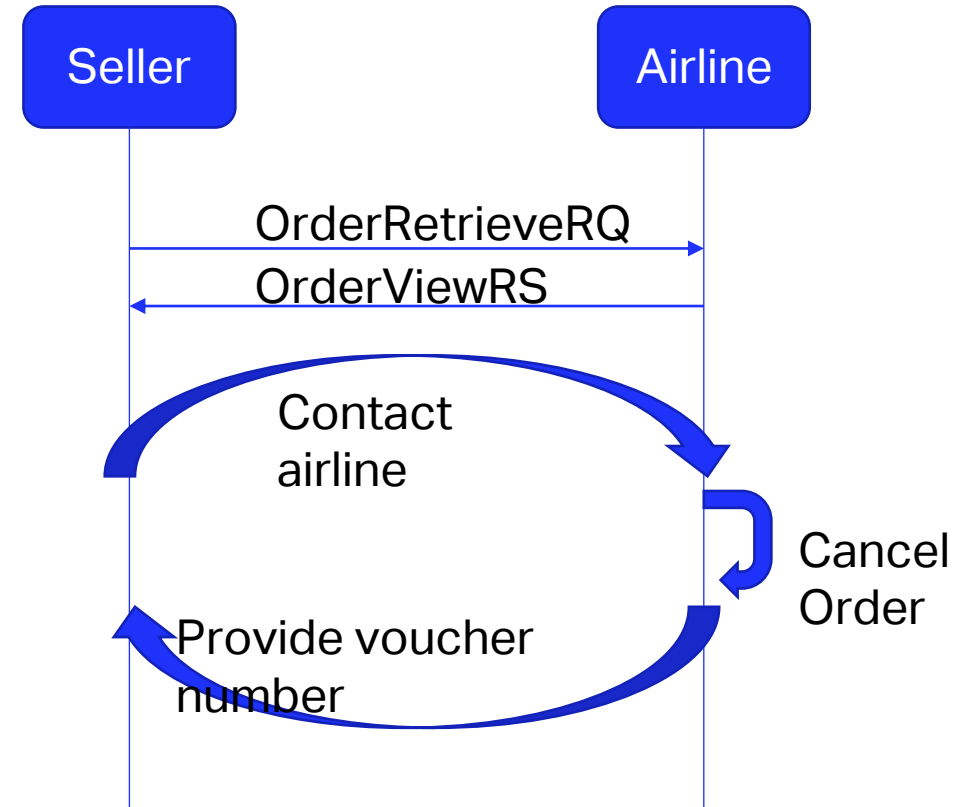 Seller
Airline
OrderRetrieveRQ
OrderViewRS
Contact
airline
Cancel
Order
Provide voucher
number